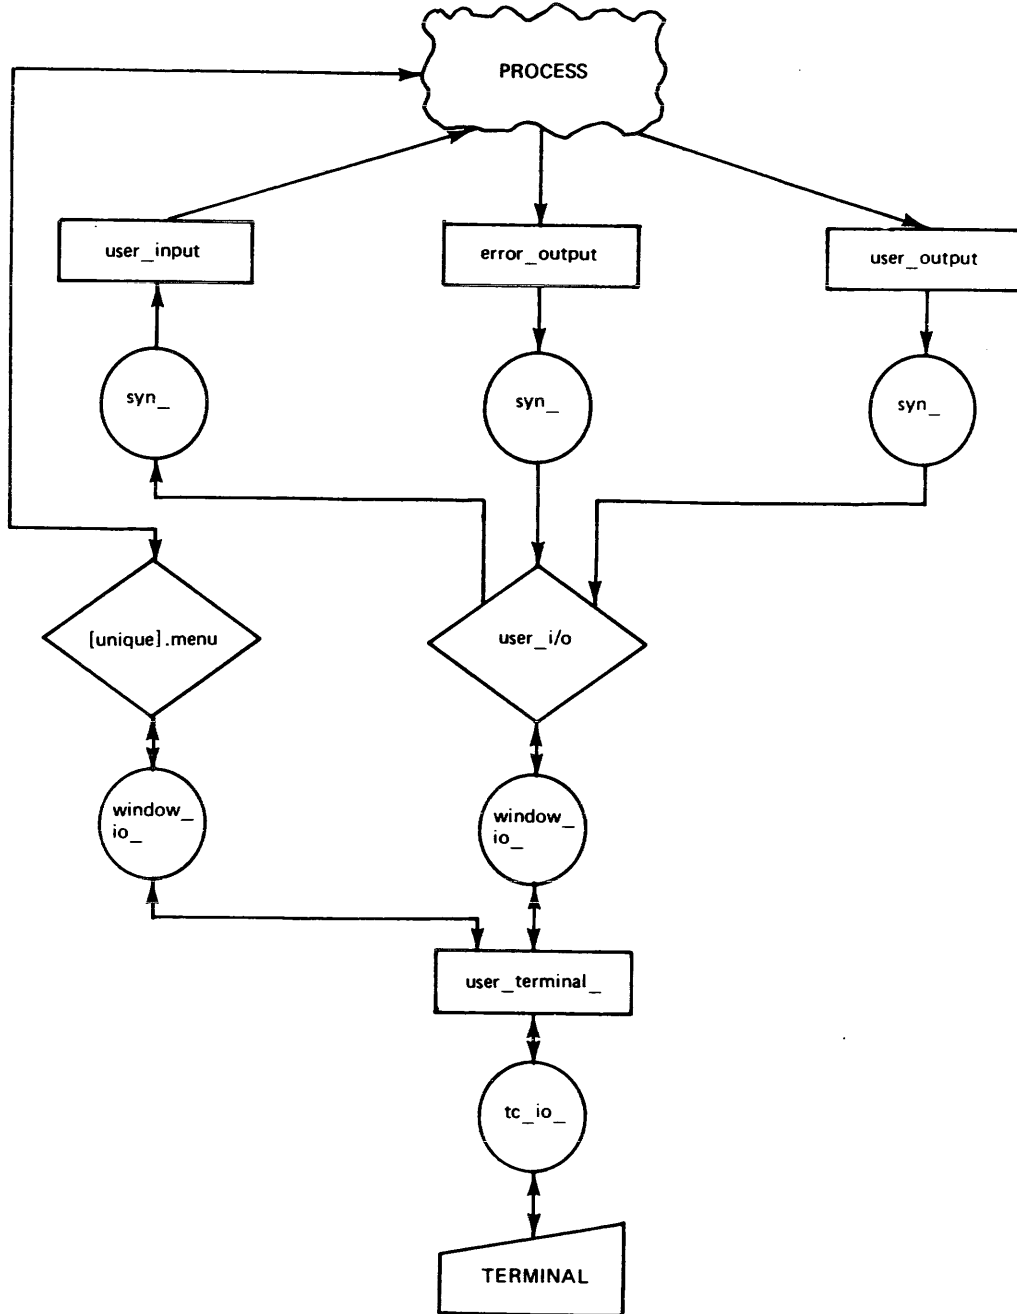 PROCESS
user_input
error_output
user_output
syn_
syn_
syn_
[unique].menu
user_i/o
window_
io_
window_
io_
user_terminal_
tc_io_
TERMINAL